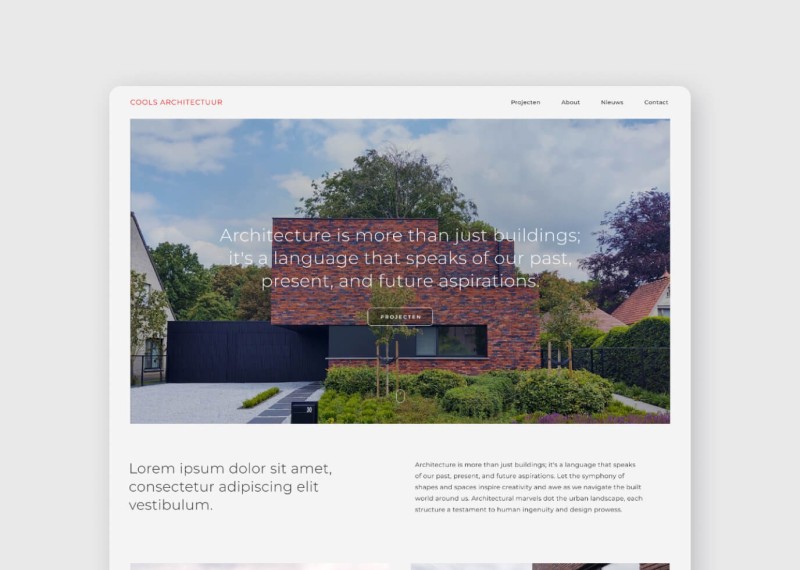 COOLS ARCHITECTUUR
Projecten About Nieuws Contact
Architecture is more than just buildings;
it's a language that speaks of our past,
present, and future aspirations.
PROJECTEN
30
Lorem ipsum dolor sit amet,
consectetur adipiscing elit
vestibulum.
Architecture is more than just buildings; it's a language that speaks
of our past, present, and future aspirations. Let the symphony of
shapes and spaces inspire creativity and awe as we navigate the built
world around us. Architectural marvels dot the urban landscape, each
structure a testament to human ingenuity and design prowess.